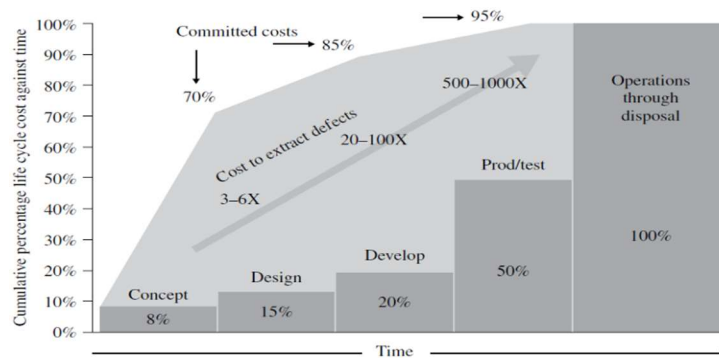 Cumulative percentage life cycle cost against time
100%
90%
80%
70%
60%
50%
40%
30%
20%
10%
0%
Committed costs
70%
85%
95%
Cost to extract defects
3–6X
20–100X
500–1000X
Concept
8%
Design
15%
Develop
20%
Prod/test
50%
Operations
through
disposal
100%
Time